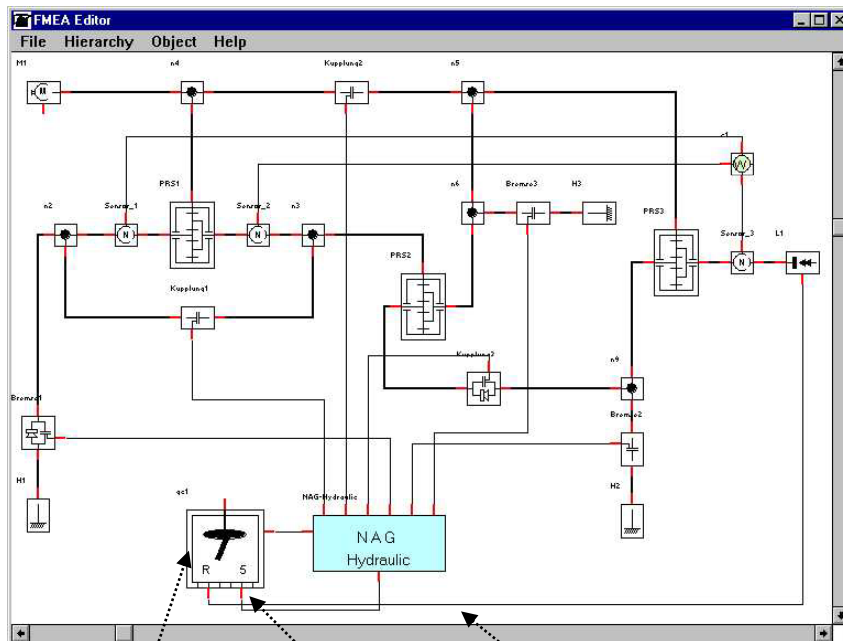 FMEA Editor
File Hierarchy Object Help
M1 n4 Kupplung2 n5
c1
PRS1 n6 Bremse3 H3
n2 Sensor_1 Sensor_2 n3 PRS3 Sensor_3 L1
N N N
PRS2
Kupplung1
Kupplung3 n9
Bremse1 Bremse2
H1 gc1 NAG-Hydraulic H2
NAG
Hydraulic
R 5